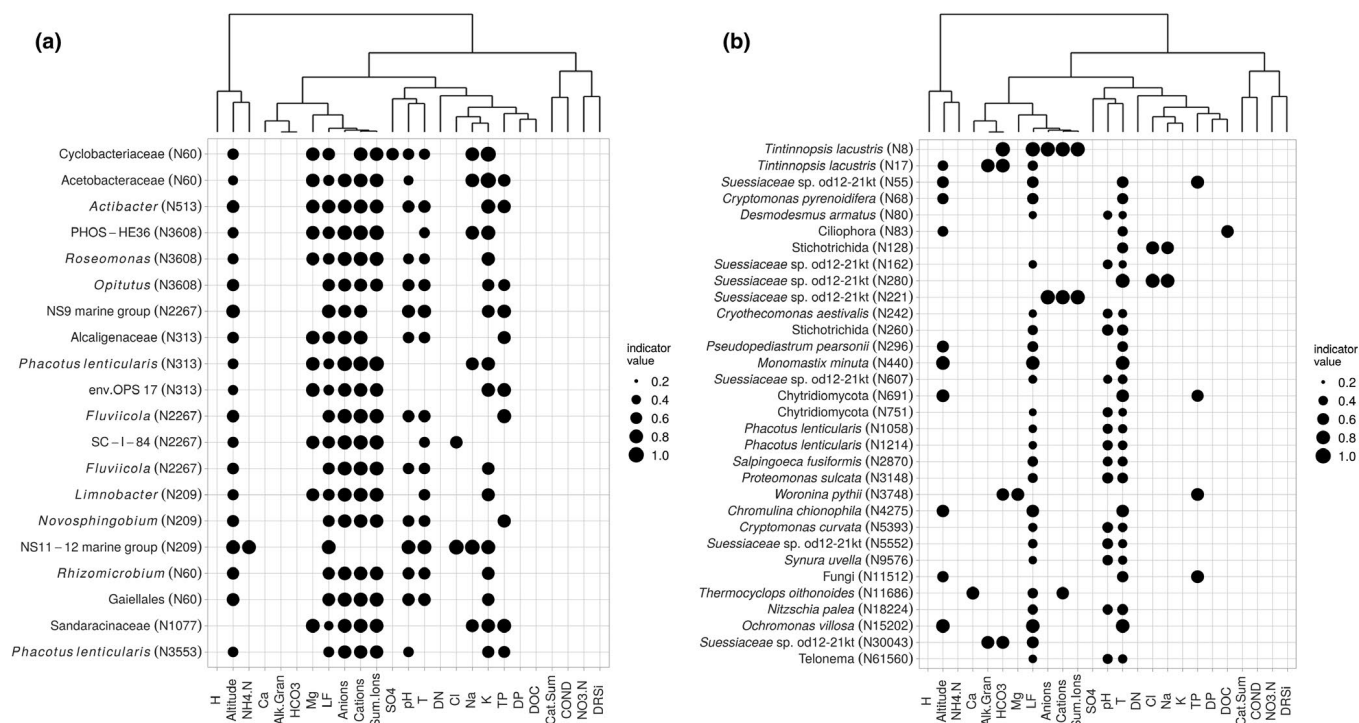 (a)
Cyclobacteriaceae (N60)
Acetobacteraceae (N60)
Actibacter (N513)
PHOS−HE36 (N3608)
Roseomonas (N3608)
Opitutus (N3608)
NS9 marine group (N2267)
Alcaligenaceae (N313)
Phacotus lenticularis (N313)
env.OPS 17 (N313)
Fluviicola (N2267)
SC−I−84 (N2267)
Fluviicola (N2267)
Limnobacter (N209)
Novosphingobium (N209)
NS11−12 marine group (N209)
Rhizomicrobium (N60)
Gaiellales (N60)
Sandaracinaceae (N1077)
Phacotus lenticularis (N3553)
H
Altitude
NH4.N
Ca
Alk.Gran
HCO3
Mg
LF
Anions
Cations
Sum.Ions
SO4
pH
T
DN
Cl
Na
K
TP
DP
DOC
Cat.Sum
COND
NO3.N
DRSi
indicator
value
0.2
0.4
0.6
0.8
1.0
(b)
Tintinnopsis lacustris (N8)
Tintinnopsis lacustris (N17)
Suessiaceae sp. od12-21kt (N55)
Cryptomonas pyrenoidifera (N68)
Desmodesmus armatus (N80)
Ciliophora (N83)
Stichotrichida (N128)
Suessiaceae sp. od12-21kt (N162)
Suessiaceae sp. od12-21kt (N280)
Suessiaceae sp. od12-21kt (N221)
Cryothecomonas aestivalis (N242)
Stichotrichida (N260)
Pseudopediastrum pearsonii (N296)
Monomastix minuta (N440)
Suessiaceae sp. od12-21kt (N607)
Chytridiomycota (N691)
Chytridiomycota (N751)
Phacotus lenticularis (N1058)
Phacotus lenticularis (N1214)
Salpingoeca fusiformis (N2870)
Proteomonas sulcata (N3148)
Woronina pythii (N3748)
Chromulina chionophila (N4275)
Cryptomonas curvata (N5393)
Suessiaceae sp. od12-21kt (N5552)
Synura uvella (N9576)
Fungi (N11512)
Thermocyclops oithonoides (N11686)
Nitzschia palea (N18224)
Ochromonas villosa (N15202)
Suessiaceae sp. od12-21kt (N30043)
Telonema (N61560)
H
Altitude
NH4.N
Ca
Alk.Gran
HCO3
Mg
LF
Anions
Cations
Sum.Ions
SO4
pH
T
DN
Cl
Na
K
TP
DP
DOC
Cat.Sum
COND
NO3.N
DRSi
indicator
value
0.2
0.4
0.6
0.8
1.0